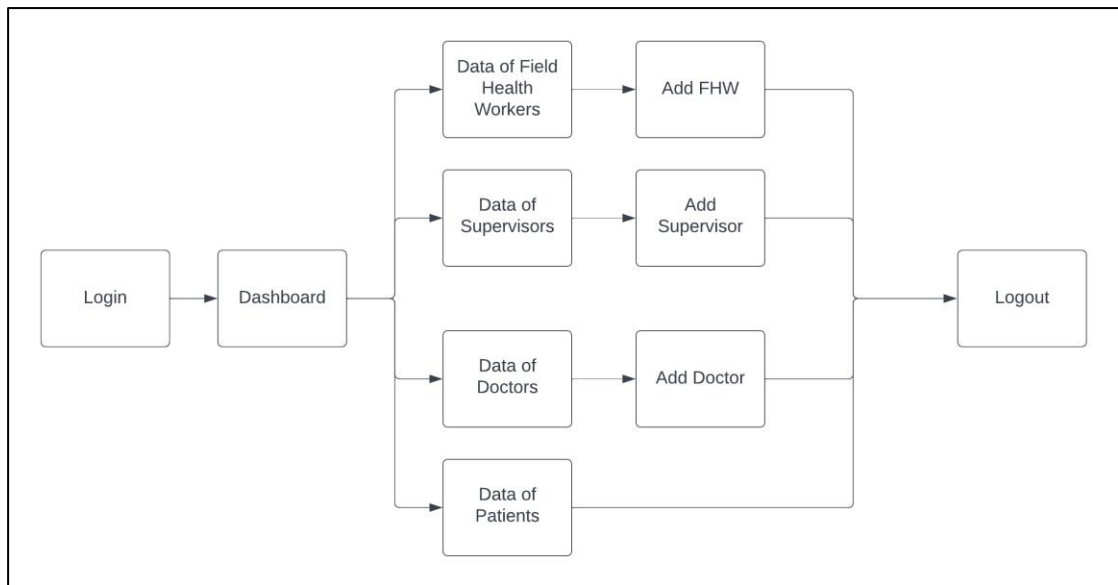 Data of Field
Health
Workers
Add FHW
Data of
Supervisors
Add
Supervisor
Login
Dashboard
Logout
Data of
Doctors
Add Doctor
Data of
Patients